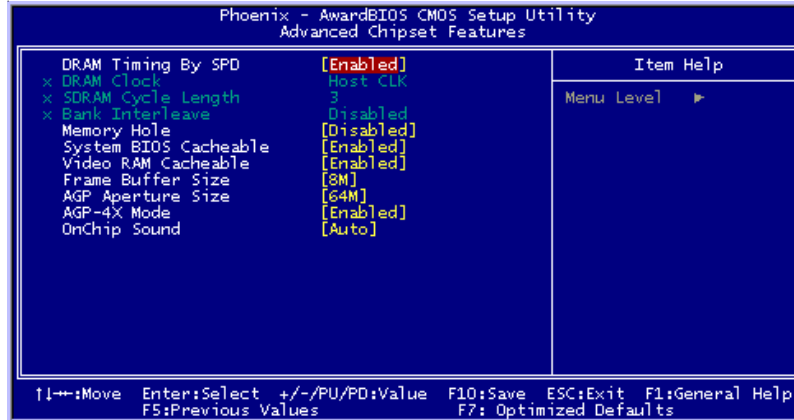 Phoenix - AwardBIOS CMOS Setup Utility
Advanced Chipset Features
DRAM Timing By SPD [Enabled]
x DRAM Clock Host CLK
x SDRAM Cycle Length 3
x Bank Interleave Disabled
Memory Hole [Disabled]
System BIOS Cacheable [Enabled]
Video RAM Cacheable [Enabled]
Frame Buffer Size [8M]
AGP Aperture Size [64M]
AGP-4X Mode [Enabled]
OnChip Sound [Auto]
Item Help
Menu Level ►
↑↓→←:Move Enter:Select +/-/PU/PD:Value F10:Save ESC:Exit F1:General Help
F5:Previous Values F7: Optimized Defaults